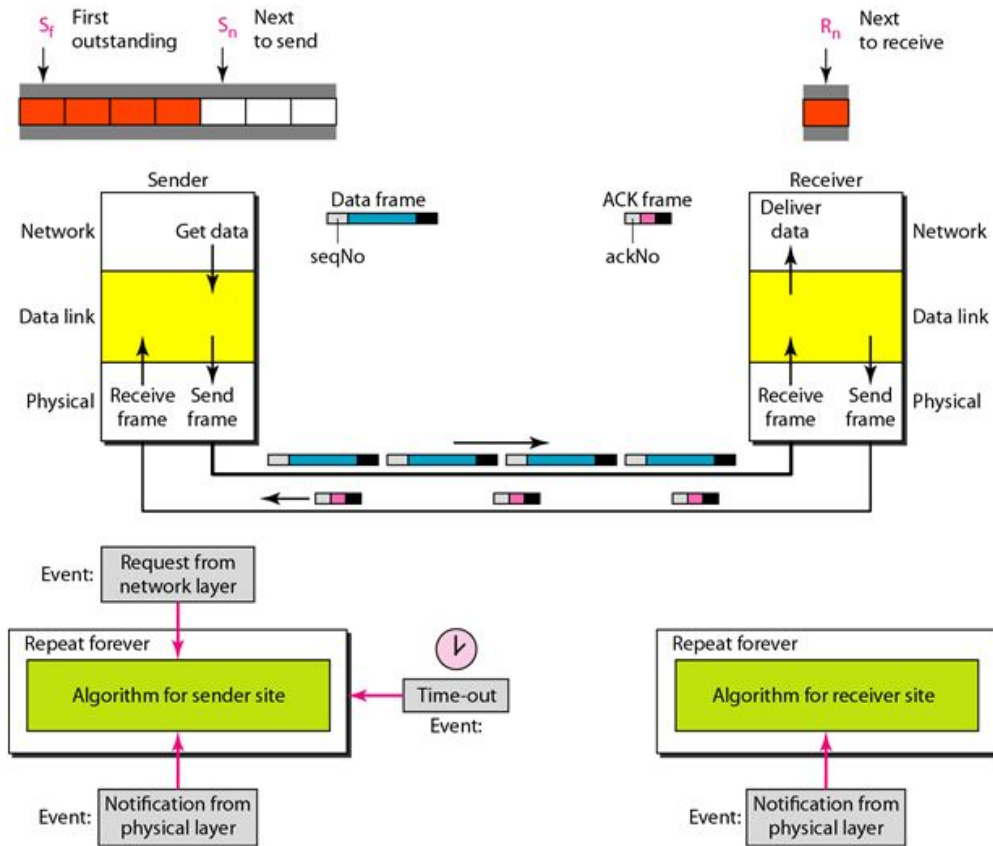 S_f First
outstanding
S_n Next
to send
R_n Next
to receive
Sender
Receiver
Data frame
seqNo
ACK frame
ackNo
Network
Get data
Data link
Physical
Receive
frame
Send
frame
Deliver
data
Network
Data link
Receive
frame
Send
frame
Physical
Event:
Request from
network layer
Repeat forever
Algorithm for sender site
Time-out
Event:
Event:
Notification from
physical layer
Repeat forever
Algorithm for receiver site
Event:
Notification from
physical layer